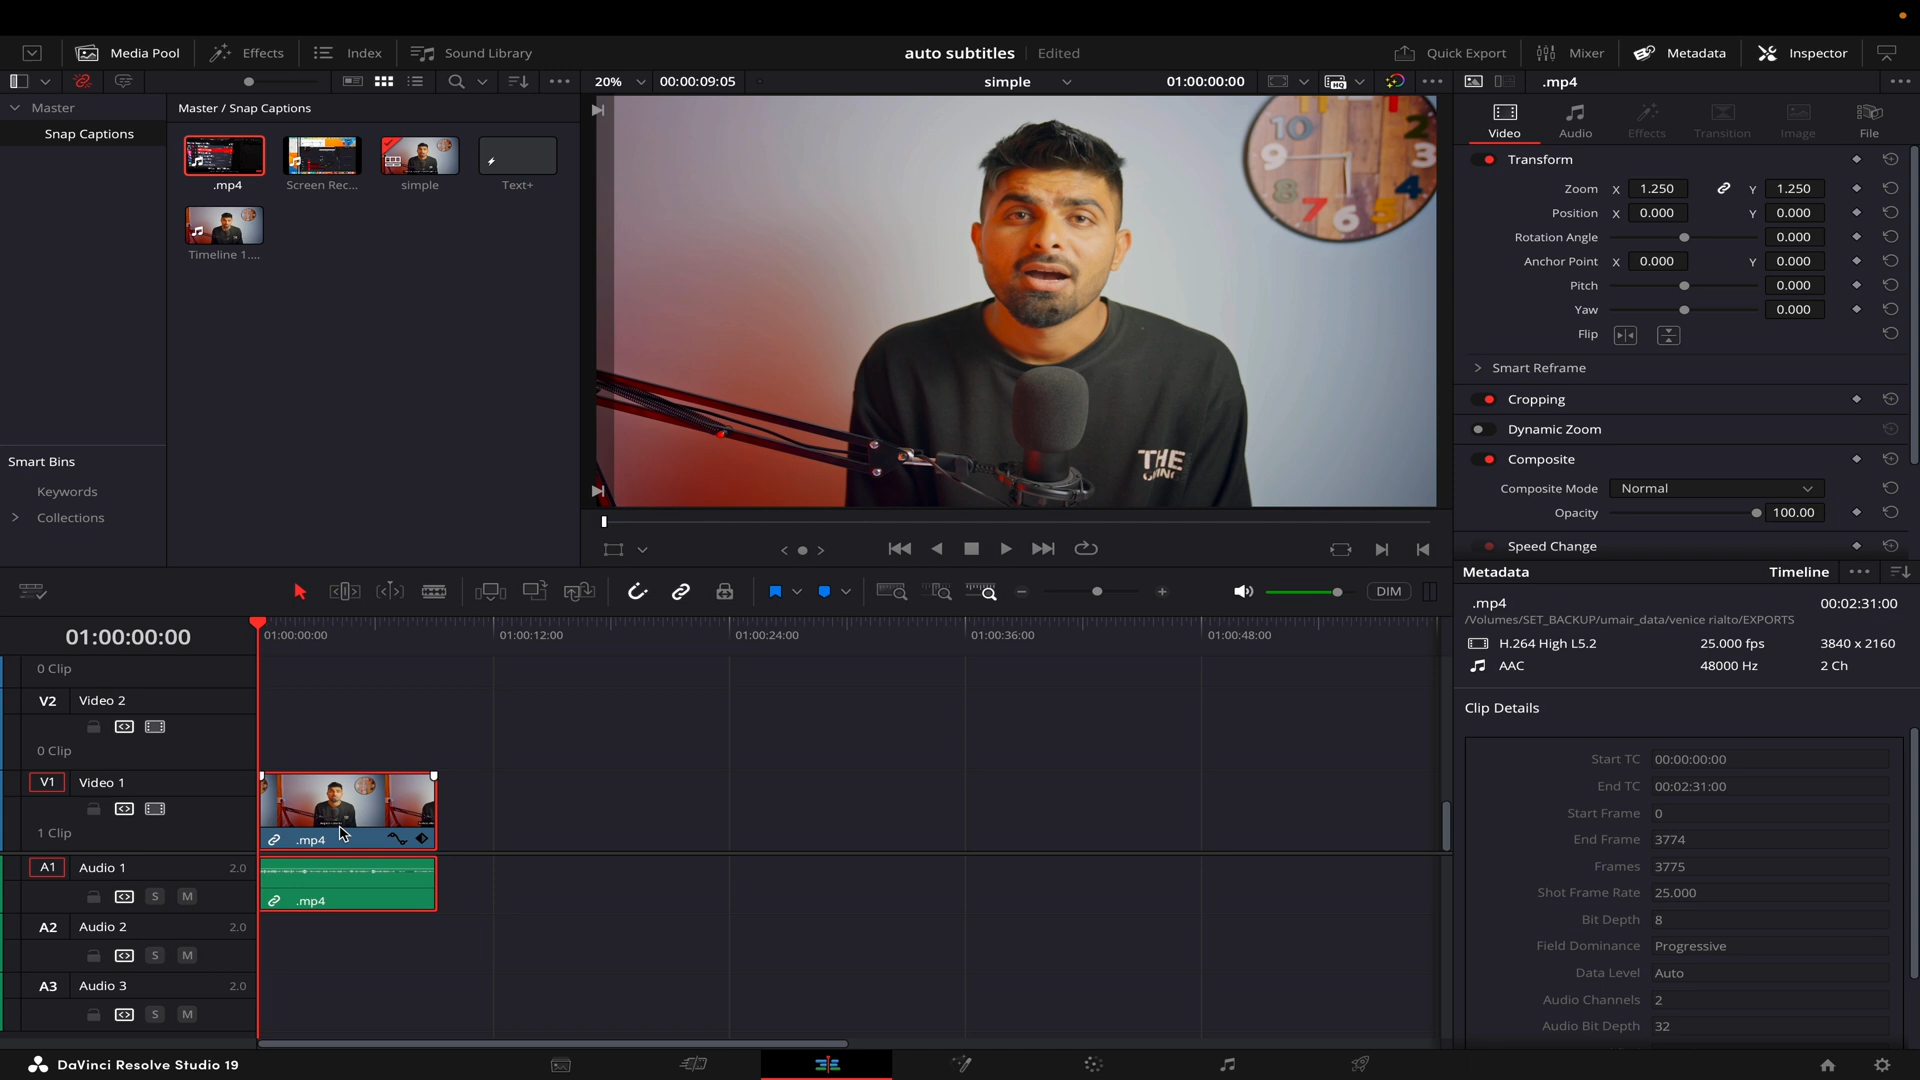 Media Pool
Effects
Index
Sound Library
auto subtitles
Edited
Quick Export
Mixer
Metadata
Inspector
20%
00:00:09:05
simple
01:00:00:00
.mp4
Master
Snap Captions
Master / Snap Captions
.mp4
Screen Rec...
simple
Text+
Timeline 1....
Smart Bins
Keywords
Collections
10
9
8
7
6
5
4
3
2
THE
Video
Audio
Effects
Transition
Image
File
Transform
Zoom X 1.250 Y 1.250
Position X 0.000 Y 0.000
Rotation Angle 0.000
Anchor Point X 0.000 Y 0.000
Pitch 0.000
Yaw 0.000
Flip
Smart Reframe
Cropping
Dynamic Zoom
Composite
Composite Mode Normal
Opacity 100.00
Speed Change
DIM
Metadata
Timeline
.mp4 00:02:31:00
/Volumes/SET_BACKUP/umair_data/venice rialto/EXPORTS
H.264 High L5.2 25.000 fps 3840 x 2160
AAC 48000 Hz 2 Ch
Clip Details
Start TC 00:00:00:00
End TC 00:02:31:00
Start Frame 0
End Frame 3774
Frames 3775
Shot Frame Rate 25.000
Bit Depth 8
Field Dominance Progressive
Data Level Auto
Audio Channels 2
Audio Bit Depth 32
01:00:00:00
01:00:00:00
01:00:12:00
01:00:24:00
01:00:36:00
01:00:48:00
0 Clip
V2 Video 2
0 Clip
V1 Video 1
1 Clip
.mp4
A1 Audio 1 2.0
S M
.mp4
A2 Audio 2 2.0
S M
A3 Audio 3 2.0
S M
DaVinci Resolve Studio 19